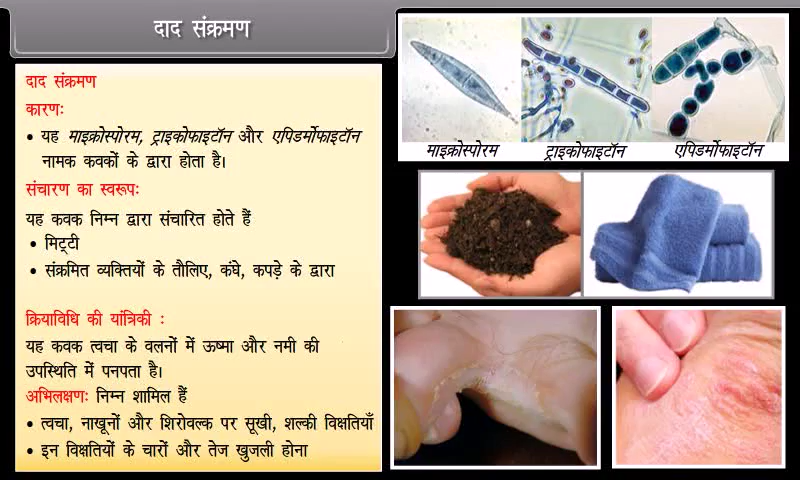 दाद संक्रमण
दाद संक्रमण
कारणः
• यह माइक्रोस्पोरम, ट्राइकोफाइटॉन और एपिडर्मोफाइटॉन
नामक कवकों के द्वारा होता है।
संचारण का स्वरूपः
यह कवक निम्न द्वारा संचारित होते हैं
• मिट्टी
• संक्रमित व्यक्तियों के तौलिए, कंघे, कपड़े के द्वारा
क्रियाविधि की यांत्रिकी :
यह कवक त्वचा के वलनों में ऊष्मा और नमी की
उपस्थिति में पनपता है।
अभिलक्षणः निम्न शामिल हैं
• त्वचा, नाखूनों और शिरोवल्क पर सूखी, शल्की विक्षतियाँ
• इन विक्षतियों के चारों और तेज खुजली होना
माइक्रोस्पोरम ट्राइकोफाइटॉन एपिडर्मोफाइटॉन